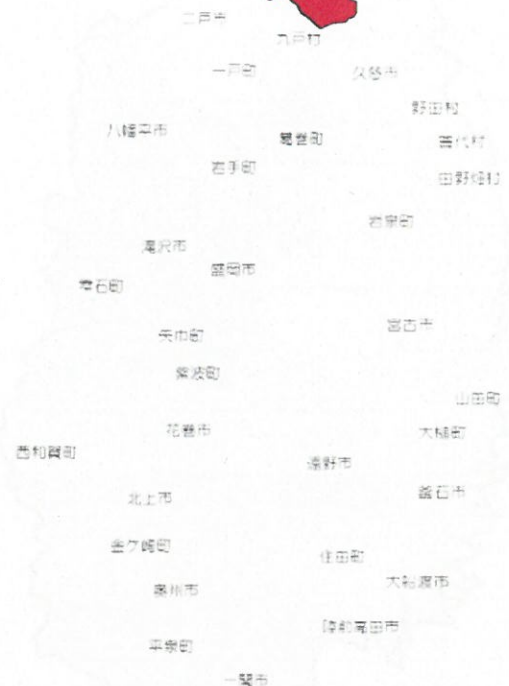 二戸市
九戸村
一戸町
久慈市
野田村
八幡平市
葛巻町
普代村
岩手町
田野畑村
岩泉町
滝沢市
盛岡市
雫石町
宮古市
矢巾町
紫波町
山田町
花巻市
大槌町
西和賀町
遠野市
釜石市
北上市
金ケ崎町
住田町
大船渡市
奥州市
陸前高田市
平泉町
一関市